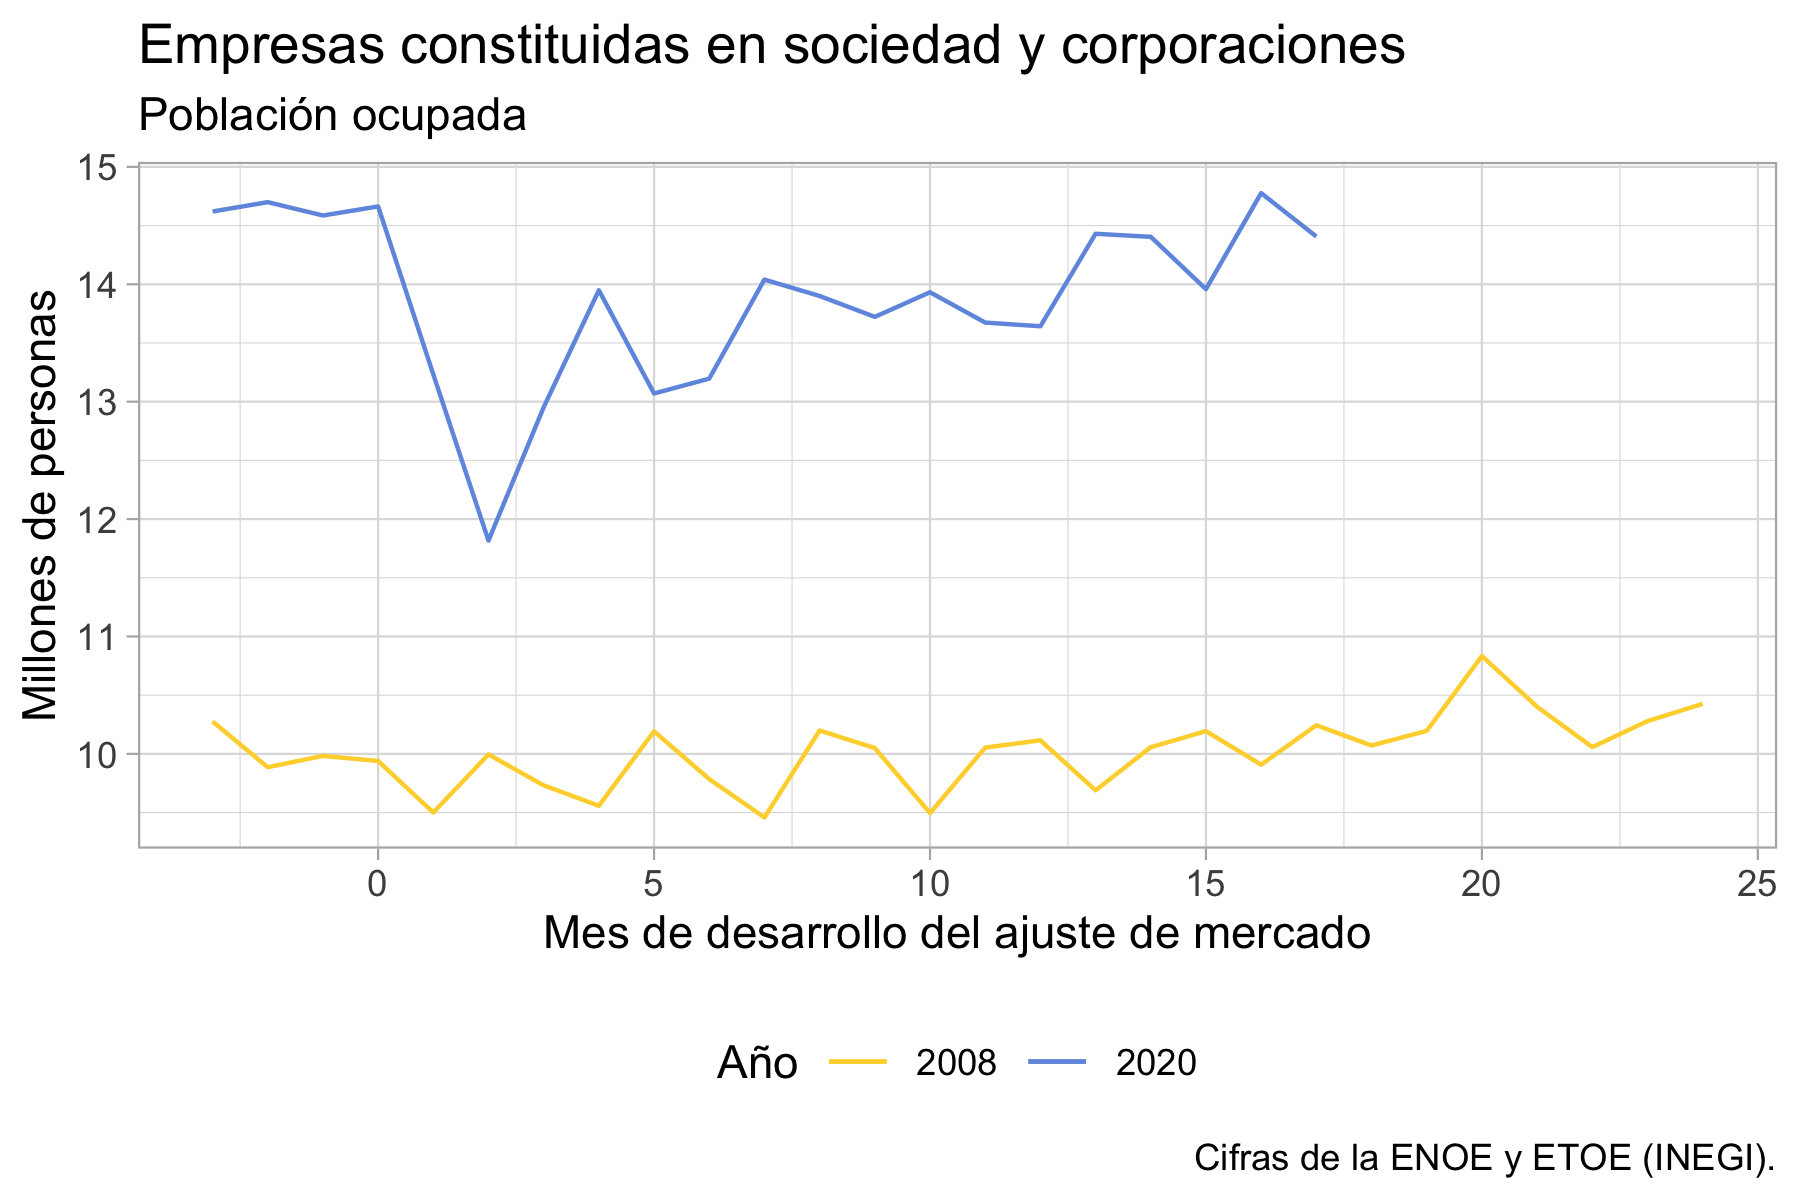 Empresas constituidas en sociedad y corporaciones
Población ocupada
Millones de personas
15
14
13
12
11
10
0 5 10 15 20 25
Mes de desarrollo del ajuste de mercado
Año 2008 2020
Cifras de la ENOE y ETOE (INEGI).